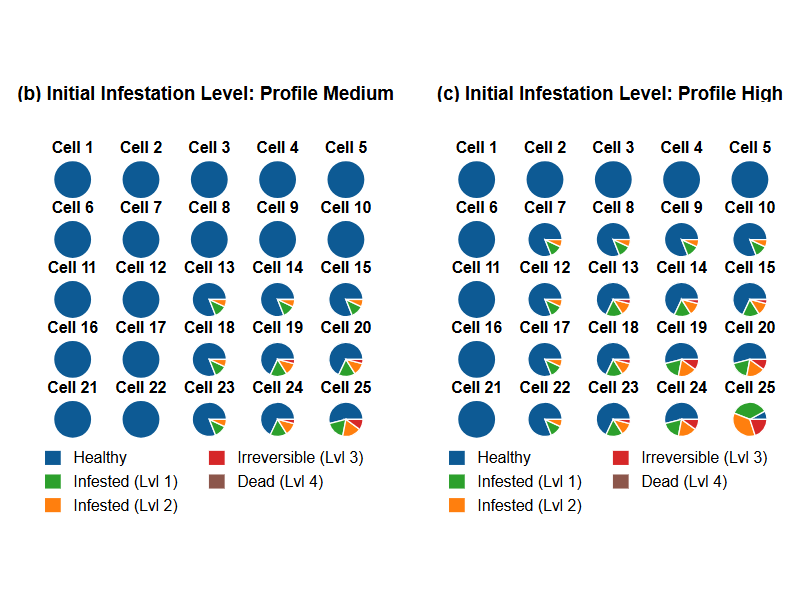 (b) Initial Infestation Level: Profile Medium
Cell 1 Cell 2 Cell 3 Cell 4 Cell 5
Cell 6 Cell 7 Cell 8 Cell 9 Cell 10
Cell 11 Cell 12 Cell 13 Cell 14 Cell 15
Cell 16 Cell 17 Cell 18 Cell 19 Cell 20
Cell 21 Cell 22 Cell 23 Cell 24 Cell 25
Healthy
Infested (Lvl 1)
Infested (Lvl 2)
Irreversible (Lvl 3)
Dead (Lvl 4)
(c) Initial Infestation Level: Profile High
Cell 1 Cell 2 Cell 3 Cell 4 Cell 5
Cell 6 Cell 7 Cell 8 Cell 9 Cell 10
Cell 11 Cell 12 Cell 13 Cell 14 Cell 15
Cell 16 Cell 17 Cell 18 Cell 19 Cell 20
Cell 21 Cell 22 Cell 23 Cell 24 Cell 25
Healthy
Infested (Lvl 1)
Infested (Lvl 2)
Irreversible (Lvl 3)
Dead (Lvl 4)